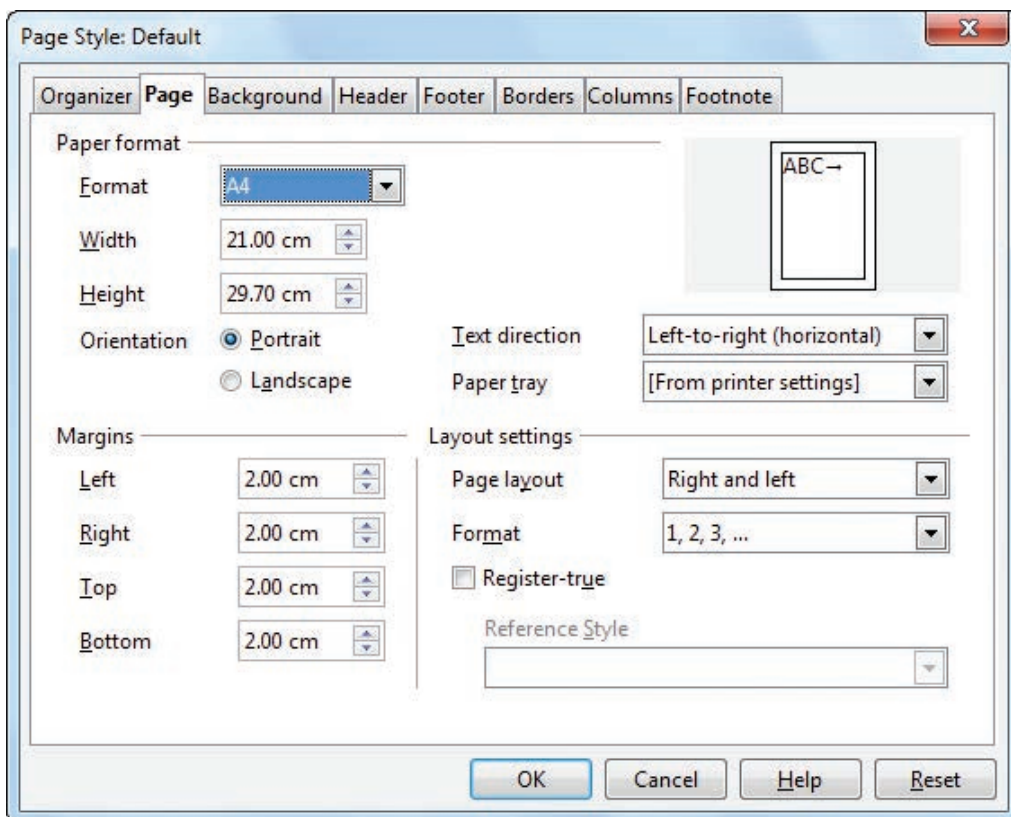 Page Style: Default
Organizer Page Background Header Footer Borders Columns Footnote
Paper format
Format A4
Width 21.00 cm
Height 29.70 cm
Orientation Portrait
Landscape
ABC→
Text direction Left-to-right (horizontal)
Paper tray [From printer settings]
Margins
Left 2.00 cm
Right 2.00 cm
Top 2.00 cm
Bottom 2.00 cm
Layout settings
Page layout Right and left
Format 1, 2, 3, ...
Register-true
Reference Style
OK Cancel Help Reset